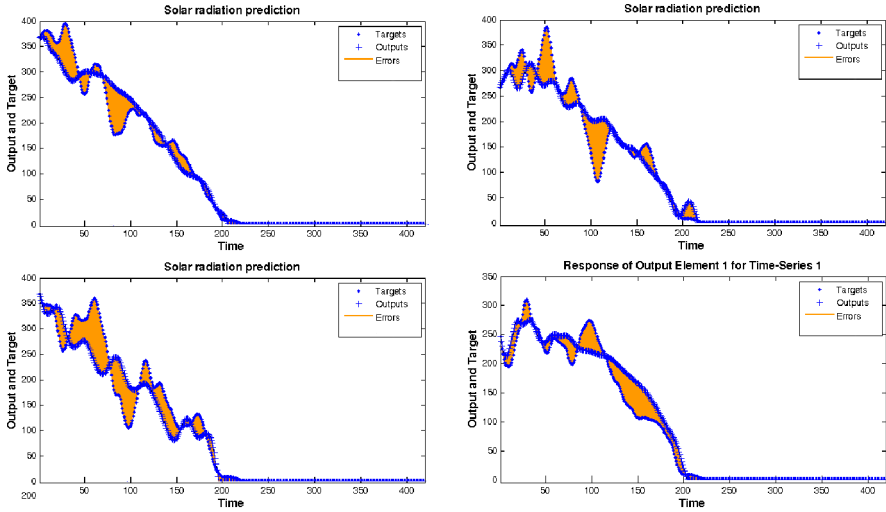 Solar radiation prediction
400
350
300
250
200
150
100
50
0
Output and Target
Targets
Outputs
Errors
50 100 150 200 250 300 350 400
Time
Solar radiation prediction
400
350
300
250
200
150
100
50
0
Output and Target
Targets
Outputs
Errors
50 100 150 200 250 300 350 400
Time
Solar radiation prediction
400
350
300
250
200
150
100
50
0
200
Output and Target
Targets
Outputs
Errors
50 100 150 200 250 300 350 400
Time
Response of Output Element 1 for Time-Series 1
350
300
250
200
150
100
50
0
Output and Target
Targets
Outputs
Errors
50 100 150 200 250 300 350 400
Time